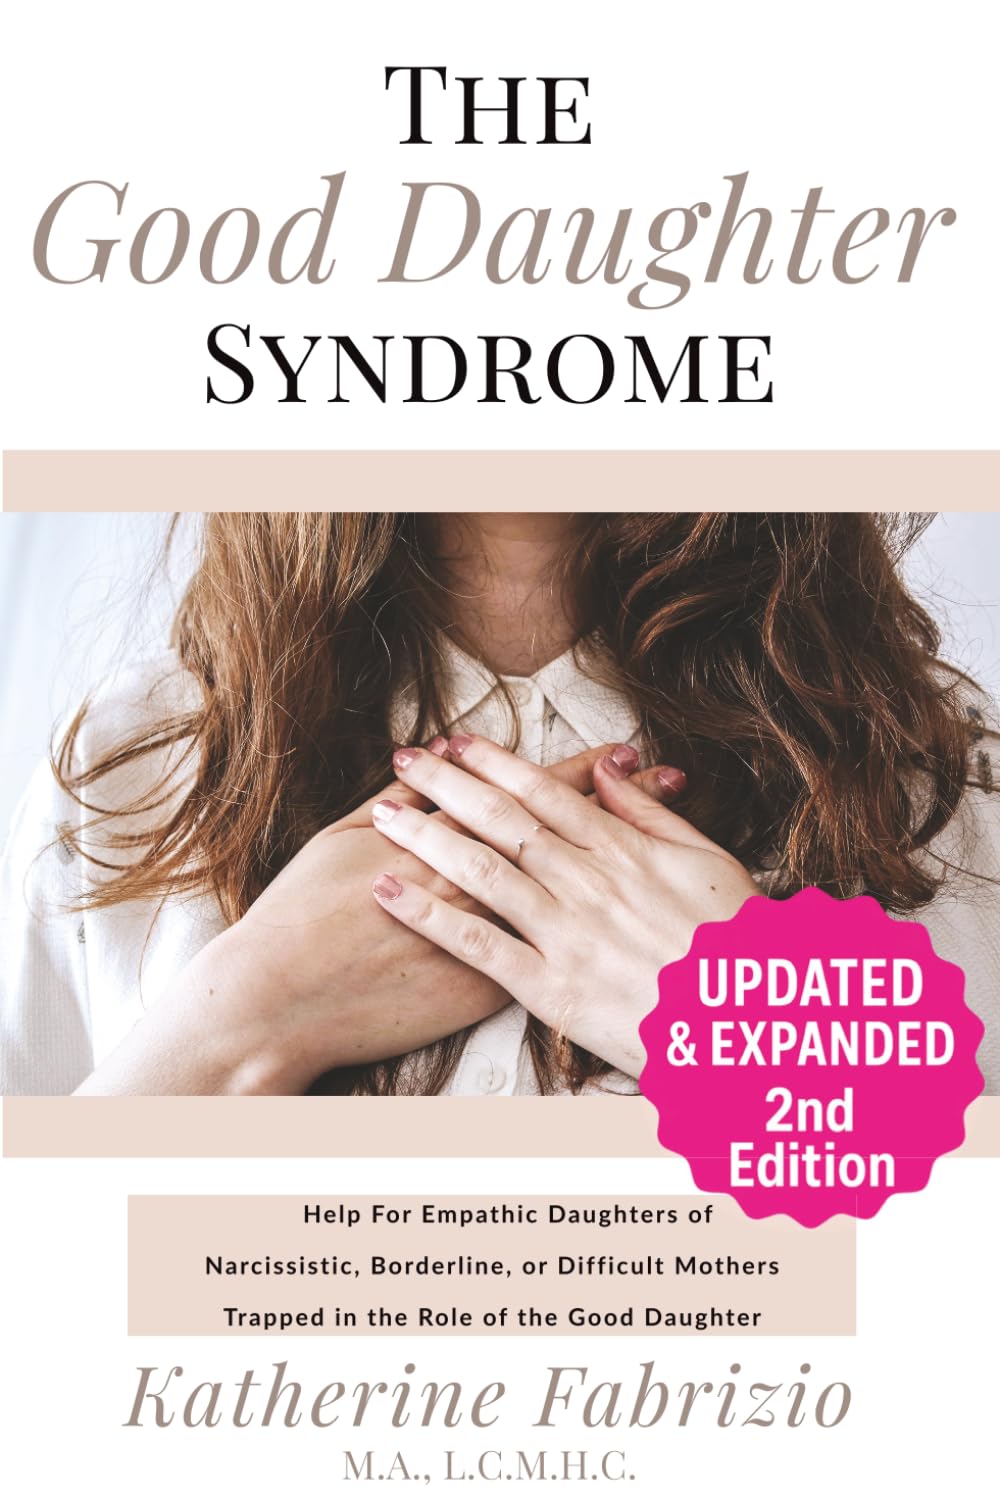 THE
Good Daughter
SYNDROME
UPDATED
& EXPANDED
2nd
Edition
Help For Empathic Daughters of
Narcissistic, Borderline, or Difficult Mothers
Trapped in the Role of the Good Daughter
Katherine Fabrizio
M.A., L.C.M.H.C.